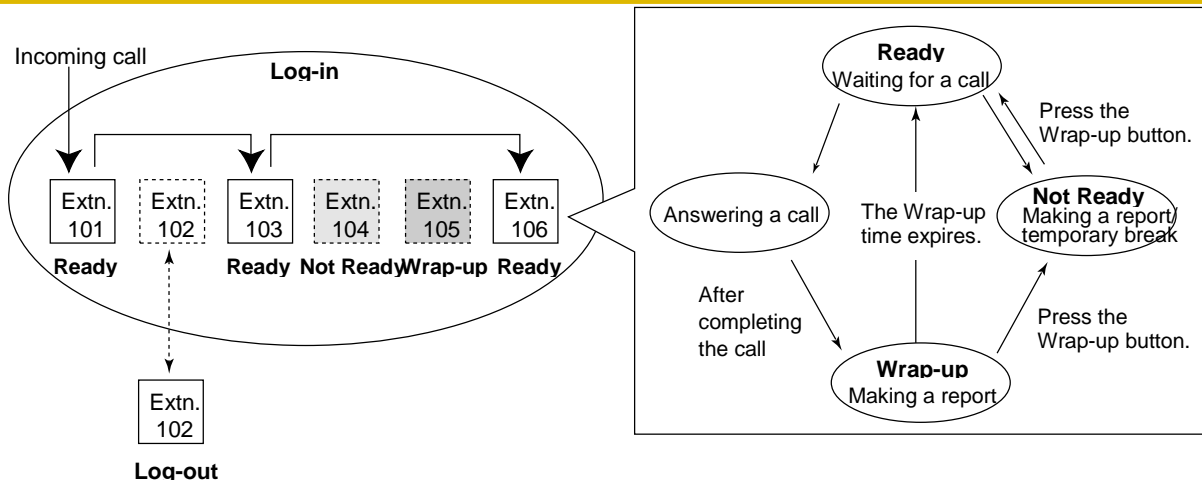 Incoming call
Log-in
Extn.
101
Extn.
102
Extn.
103
Extn.
104
Extn.
105
Extn.
106
Ready
Ready
Not Ready
Wrap-up
Ready
Extn.
102
Log-out
Ready
Waiting for a call
Press the
Wrap-up button.
Answering a call
The Wrap-up
time expires.
Not Ready
Making a report/
temporary break
After
completing
the call
Press the
Wrap-up button.
Wrap-up
Making a report